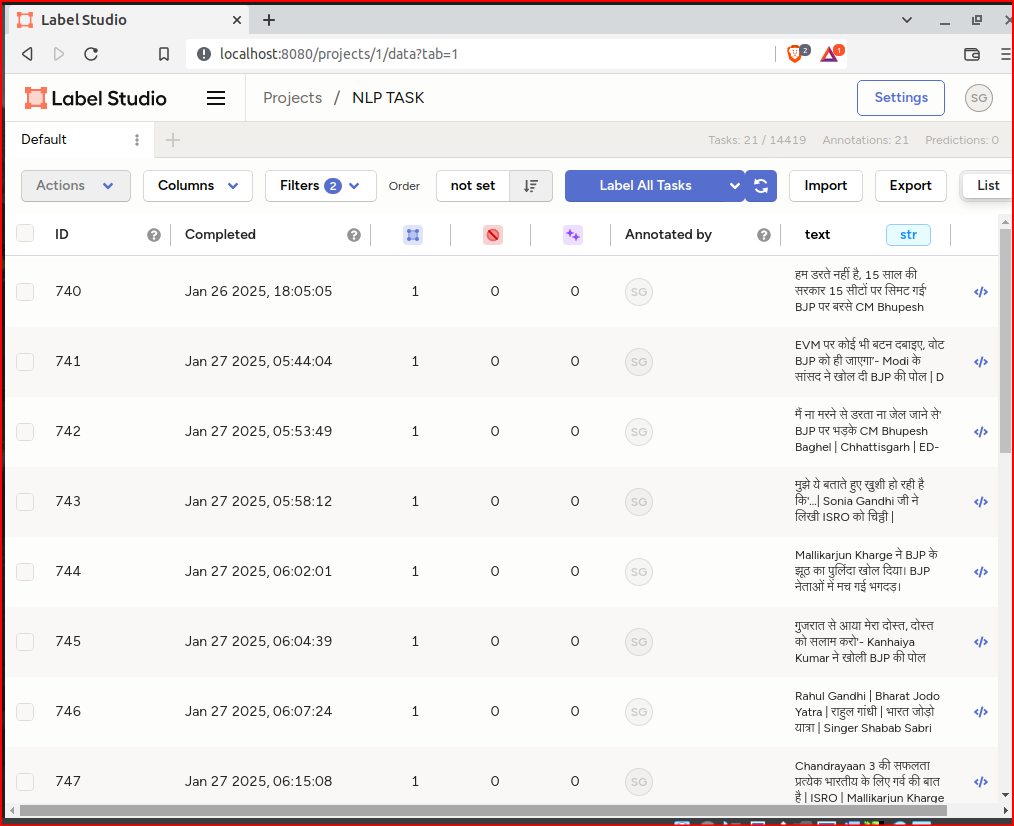 Label Studio
localhost:8080/projects/1/data?tab=1
2
1
Label Studio
Projects / NLP TASK
Settings
SG
Default
Tasks: 21 / 14419 Annotations: 21 Predictions: 0
Actions
Columns
Filters 2
Order
not set
Label All Tasks
Import
Export
List
ID
Completed
Annotated by
text
str
740 Jan 26 2025, 18:05:05 1 0 0 SG
हम डरते नहीं है, 15 साल की
सरकार 15 सीटों पर सिमट गई'
BJP पर बरसे CM Bhupesh
741 Jan 27 2025, 05:44:04 1 0 0 SG
EVM पर कोई भी बटन दबाइए, वोट
BJP को ही जाएगा'- Modi के
सांसद ने खोल दी BJP की पोल | D
742 Jan 27 2025, 05:53:49 1 0 0 SG
मैं ना मरने से डरता ना जेल जाने से'
BJP पर भड़के CM Bhupesh
Baghel | Chhattisgarh | ED-
743 Jan 27 2025, 05:58:12 1 0 0 SG
मुझे ये बताते हुए खुशी हो रही है
कि'...| Sonia Gandhi जी ने
लिखी ISRO को चिट्ठी |
744 Jan 27 2025, 06:02:01 1 0 0 SG
Mallikarjun Kharge ने BJP के
झूठ का पुलिंदा खोल दिया। BJP
नेताओं में मच गई भगदड़।
745 Jan 27 2025, 06:04:39 1 0 0 SG
गुजरात से आया मेरा दोस्त, दोस्त
को सलाम करो'- Kanhaiya
Kumar ने खोली BJP की पोल
746 Jan 27 2025, 06:07:24 1 0 0 SG
Rahul Gandhi | Bharat Jodo
Yatra | राहुल गांधी | भारत जोड़ो
यात्रा | Singer Shabab Sabri
747 Jan 27 2025, 06:15:08 1 0 0 SG
Chandrayaan 3 की सफलता
प्रत्येक भारतीय के लिए गर्व की बात
है | ISRO | Mallikarjun Kharge